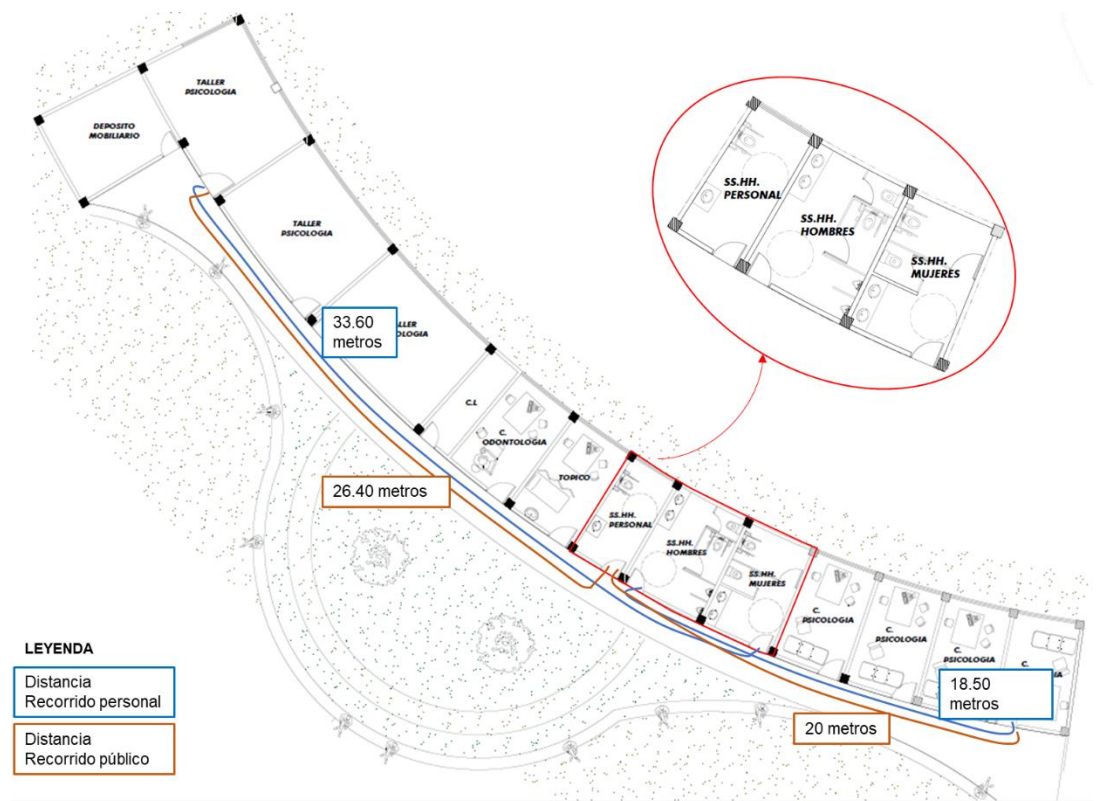 TALLER
PSICOLOGIA
DEPOSITO
MOBILIARIO
TALLER
PSICOLOGIA
33.60
metros
C.I.
C.
ODONTOLOGIA
TOPICO
26.40 metros
SS.HH.
PERSONAL
SS.HH.
HOMBRES
SS.HH.
MUJERES
SS.HH.
PERSONAL
SS.HH.
HOMBRES
SS.HH.
MUJERES
C.
PSICOLOGIA
C.
PSICOLOGIA
C.
PSICOLOGIA
C.
18.50
metros
20 metros
LEYENDA
Distancia
Recorrido personal
Distancia
Recorrido público